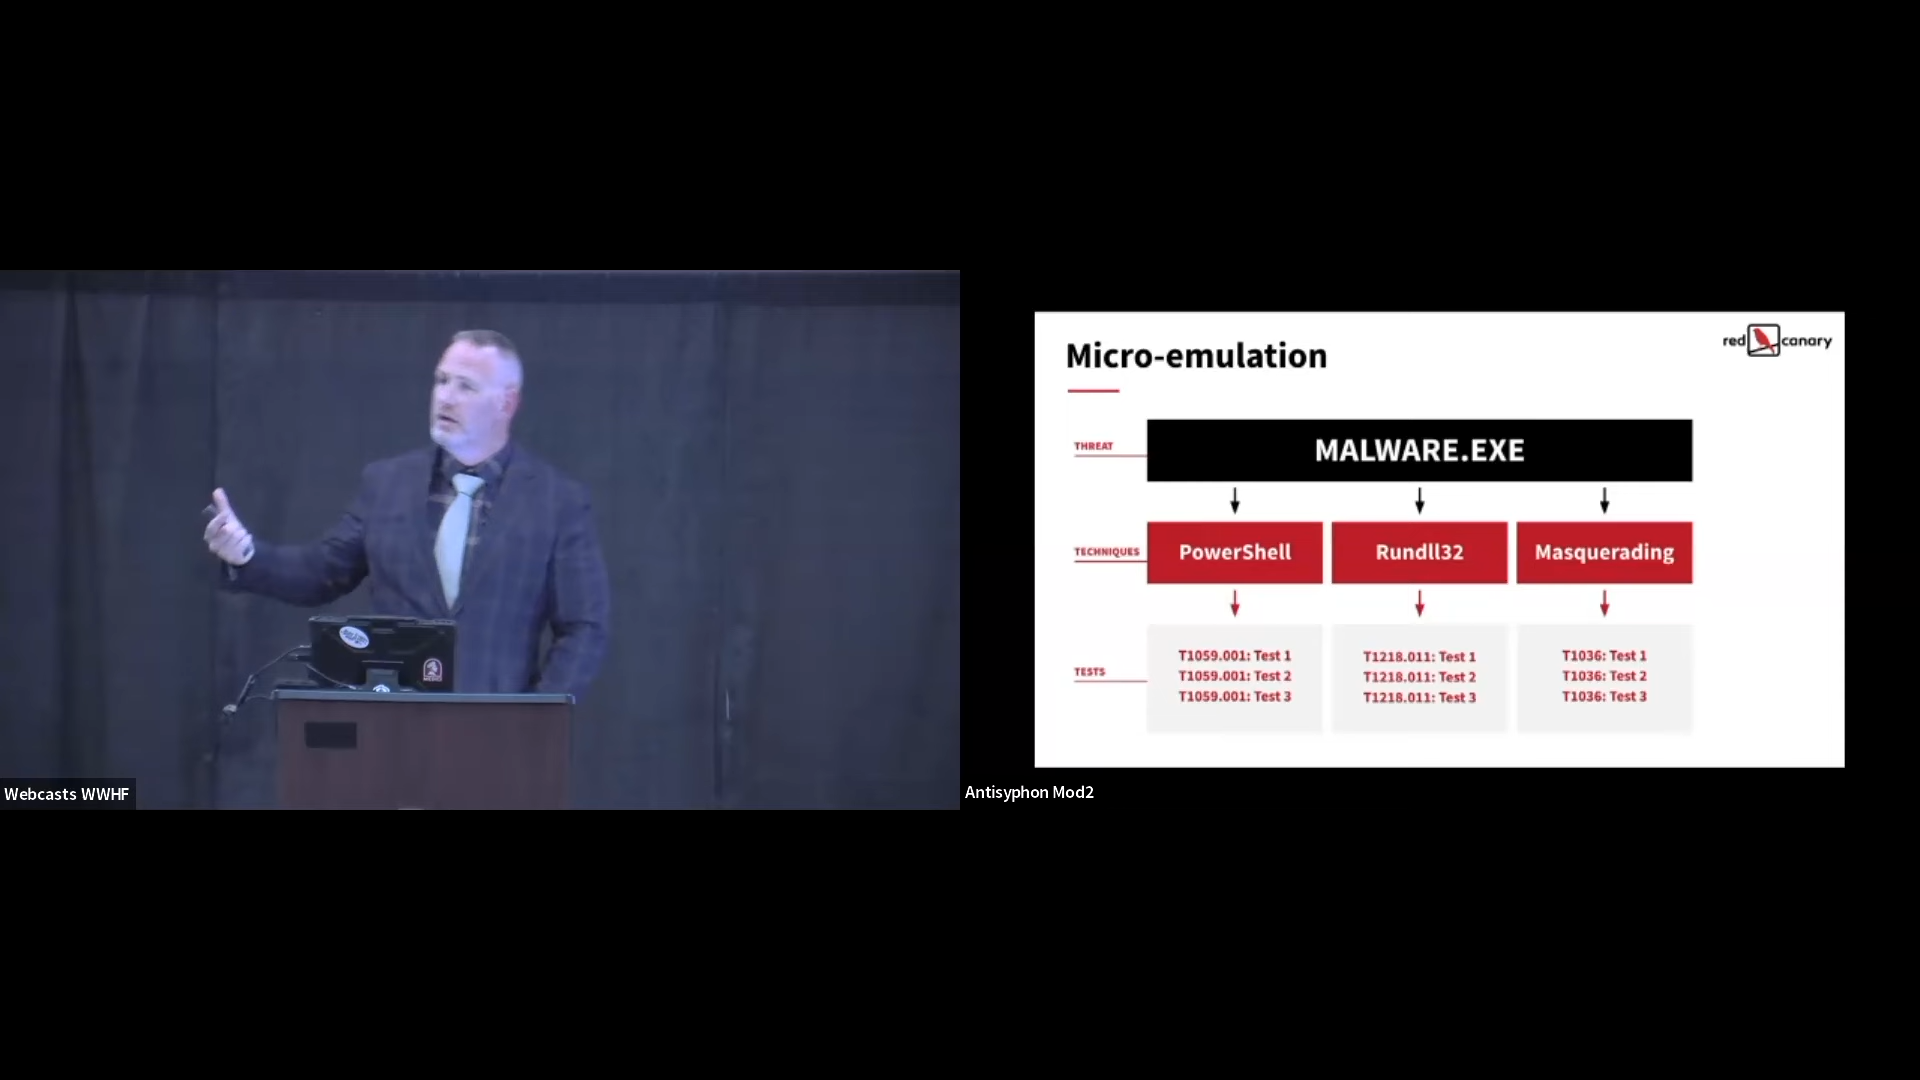 Micro-emulation
red canary
THREAT
MALWARE.EXE
TECHNIQUES
PowerShell
Rundll32
Masquerading
TESTS
T1059.001: Test 1
T1059.001: Test 2
T1059.001: Test 3
T1218.011: Test 1
T1218.011: Test 2
T1218.011: Test 3
T1036: Test 1
T1036: Test 2
T1036: Test 3
Webcasts WWHF
Antisyphon Mod2